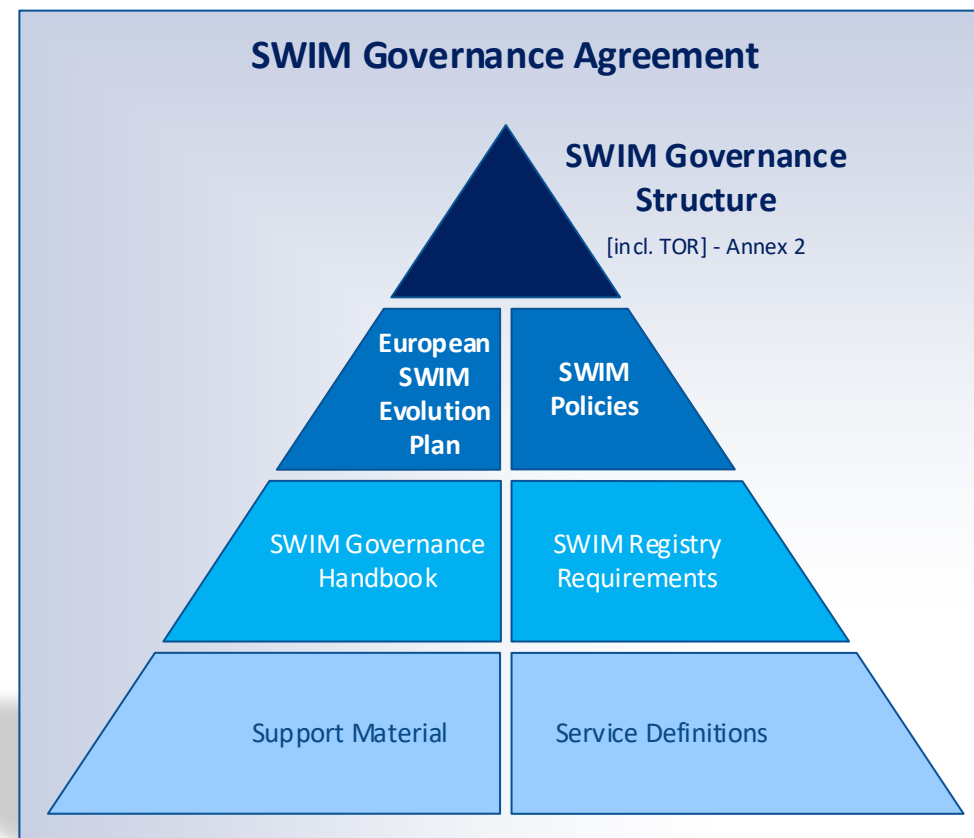 SWIM Governance Agreement
SWIM Governance
Structure
[incl. TOR] - Annex 2
European
SWIM
Evolution
Plan
SWIM
Policies
SWIM Governance
Handbook
SWIM Registry
Requirements
Support Material
Service Definitions